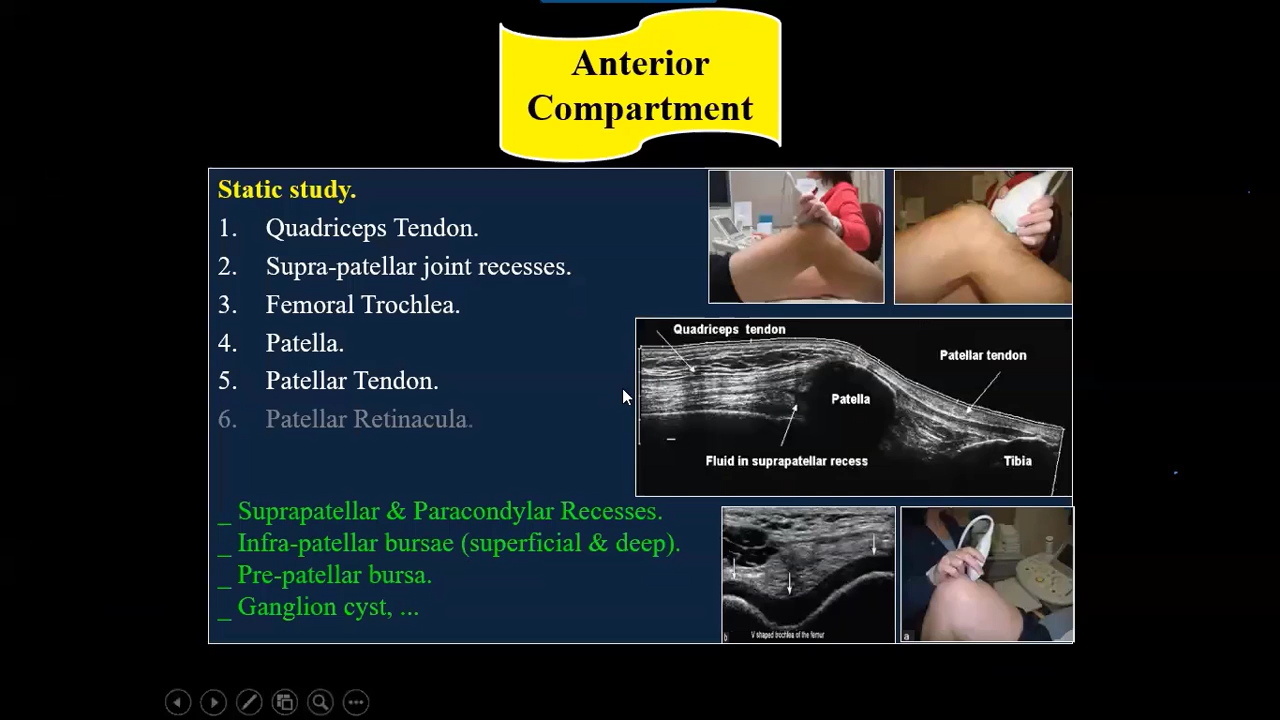 Anterior
Compartment
Static study.
1. Quadriceps Tendon.
2. Supra-patellar joint recesses.
3. Femoral Trochlea.
4. Patella.
5. Patellar Tendon.
6. Patellar Retinacula.
_ Suprapatellar & Paracondylar Recesses.
_ Infra-patellar bursae (superficial & deep).
_ Pre-patellar bursa.
_ Ganglion cyst, ...
Quadriceps tendon
Patellar tendon
Patella
Fluid in suprapatellar recess
Tibia
b
V shaped trochlea of the femur
a